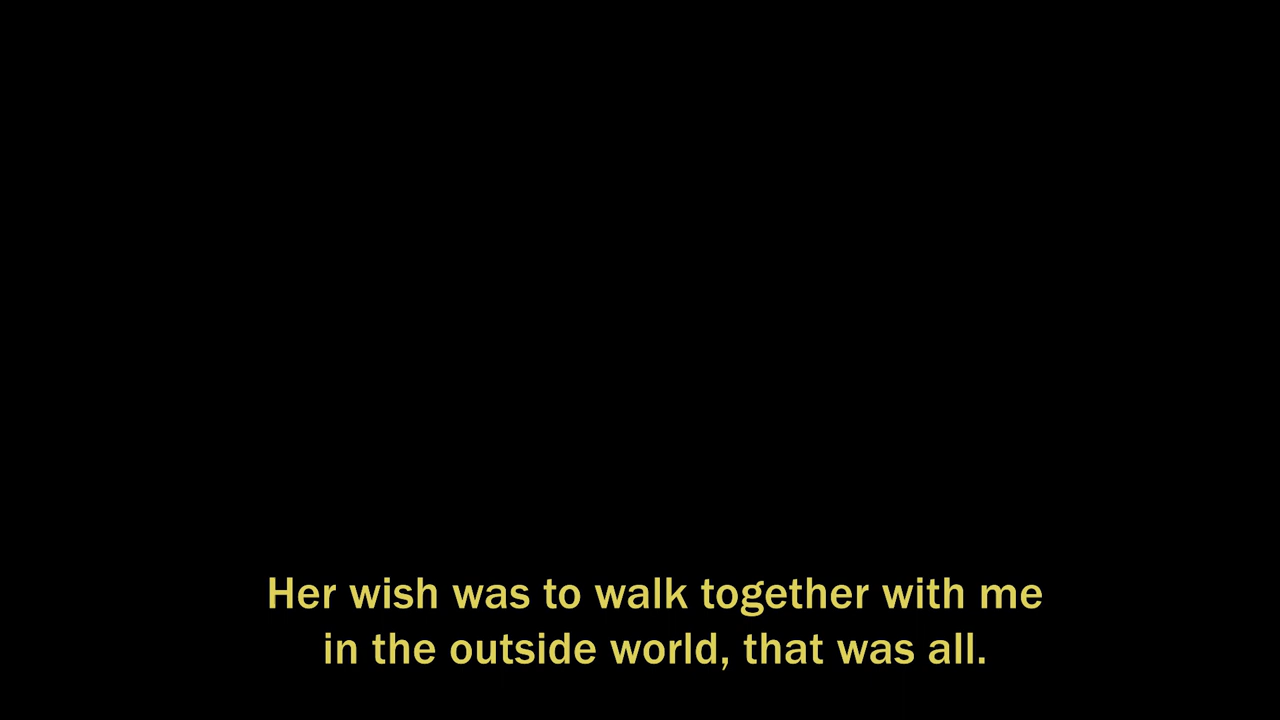 Her wish was to walk together with me
in the outside world, that was all.